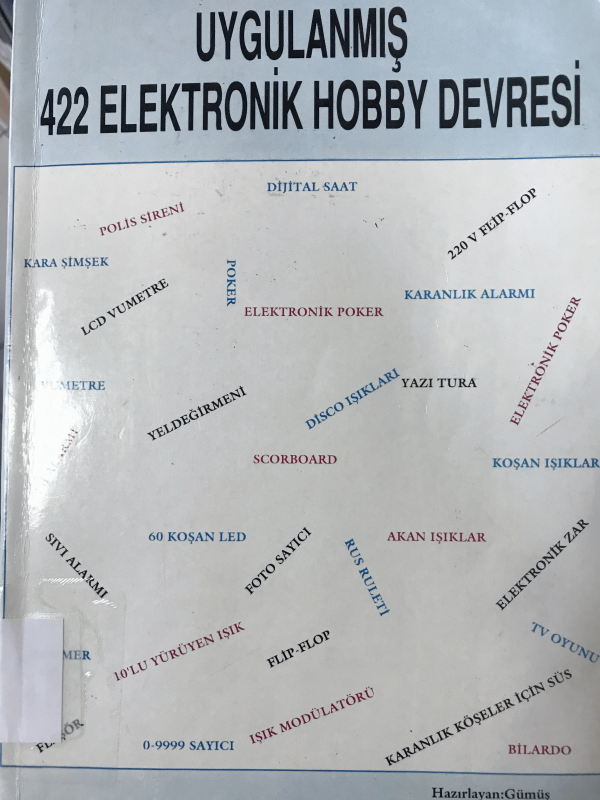 UYGULANMIŞ
422 ELEKTRONİK HOBBY DEVRESİ
DİJİTAL SAAT
POLİS SİRENİ
220 V FLİP-FLOP
KARA ŞİMŞEK
POKER
LCD VUMETRE
KARANLIK ALARMI
ELEKTRONİK POKER
ELEKTRONİK POKER
VUMETRE
DİSCO IŞIKLARI
YAZI TURA
YELDEĞİRMENİ
SCORBOARD
KOŞAN IŞIKLAR
SIVI ALARMI
60 KOŞAN LED
FOTO SAYICI
RUS RULETİ
AKAN IŞIKLAR
ELEKTRONİK ZAR
10'LU YÜRÜYEN IŞIK
FLİP-FLOP
TV OYUNU
0-9999 SAYICI
IŞIK MODÜLATÖRÜ
KARANLIK KÖŞELER İÇİN SÜS
BİLARDO
Hazırlayan:Gümüş